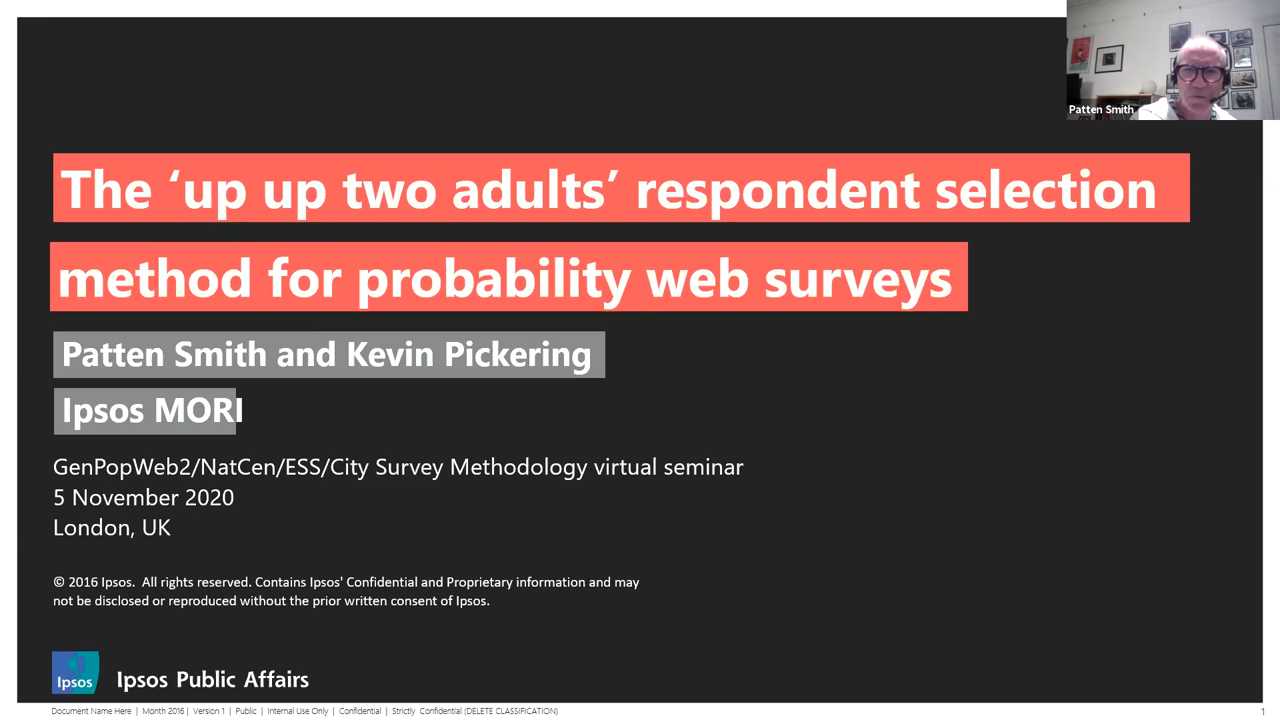 Patten Smith
The ‘up up two adults’ respondent selection
method for probability web surveys
Patten Smith and Kevin Pickering
Ipsos MORI
GenPopWeb2/NatCen/ESS/City Survey Methodology virtual seminar
5 November 2020
London, UK
© 2016 Ipsos. All rights reserved. Contains Ipsos' Confidential and Proprietary information and may
not be disclosed or reproduced without the prior written consent of Ipsos.
Ipsos
Ipsos Public Affairs
Document Name Here | Month 2016 | Version 1 | Public | Internal Use Only | Confidential | Strictly Confidential (DELETE CLASSIFICATION)
1